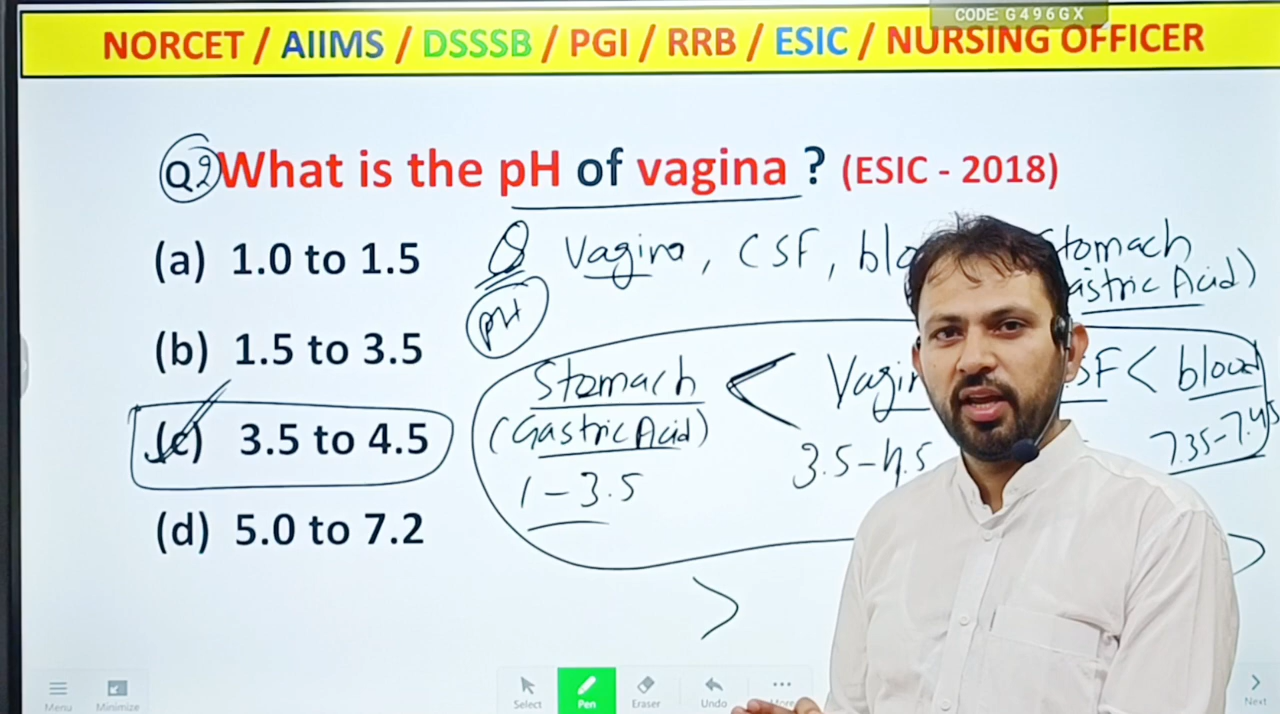 CODE: G496GX
NORCET / AIIMS / DSSSB / PGI / RRB / ESIC / NURSING OFFICER
Q2 What is the pH of vagina ? (ESIC - 2018)
(a) 1.0 to 1.5
(b) 1.5 to 3.5
(c) 3.5 to 4.5
(d) 5.0 to 7.2
Q Vagina, CSF, Stomach
pH
Stomach < < blood
(Gastric Acid)
1-3.5 3.5-4.5 7.35-7.45
>
Menu Minimize Select Pen Eraser Undo More Next